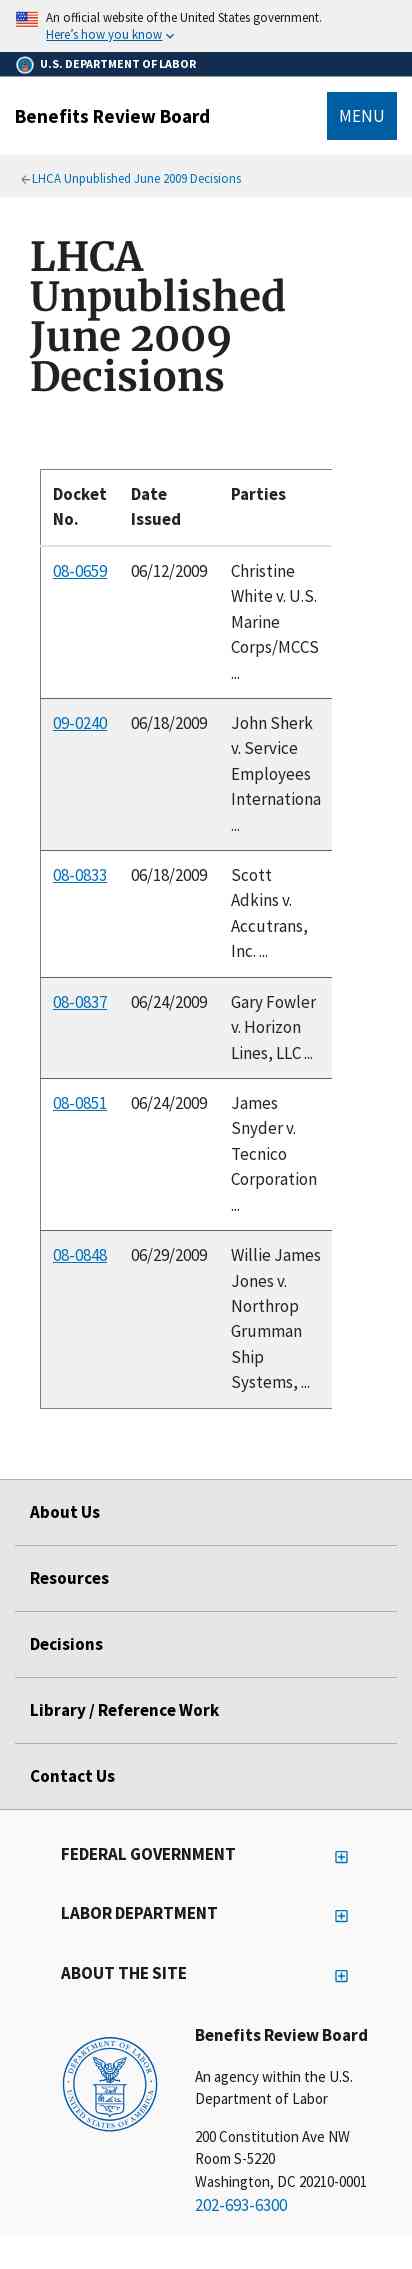 An official website of the United States government.
Here's how you know
U.S. DEPARTMENT OF LABOR
Benefits Review Board
MENU
LHCA Unpublished June 2009 Decisions
LHCA
Unpublished
June 2009
Decisions
Docket No. Date Issued Parties
08-0659 06/12/2009 Christine
White v. U.S.
Marine
Corps/MCCS
...
09-0240 06/18/2009 John Sherk
v. Service
Employees
Internationa
...
08-0833 06/18/2009 Scott
Adkins v.
Accutrans,
Inc. ...
08-0837 06/24/2009 Gary Fowler
v. Horizon
Lines, LLC ...
08-0851 06/24/2009 James
Snyder v.
Tecnico
Corporation
...
08-0848 06/29/2009 Willie James
Jones v.
Northrop
Grumman
Ship
Systems, ...
About Us
Resources
Decisions
Library / Reference Work
Contact Us
FEDERAL GOVERNMENT
LABOR DEPARTMENT
ABOUT THE SITE
DEPARTMENT OF LABOR
UNITED STATES OF AMERICA
Benefits Review Board
An agency within the U.S.
Department of Labor
200 Constitution Ave NW
Room S-5220
Washington, DC 20210-0001
202-693-6300